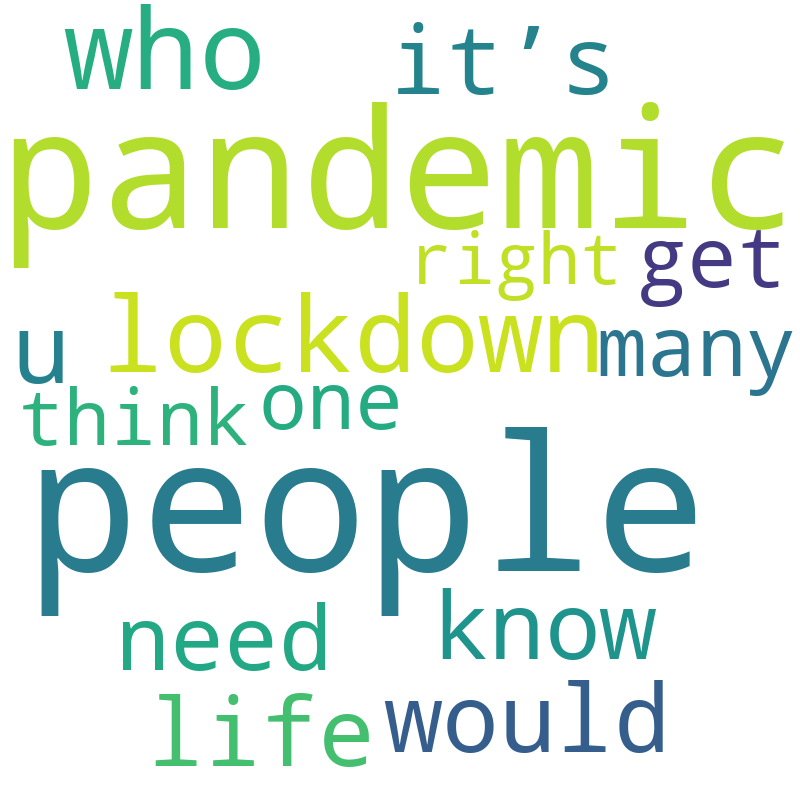 who it’s
pandemic
right get
u lockdown many
think one
people
need know
life would